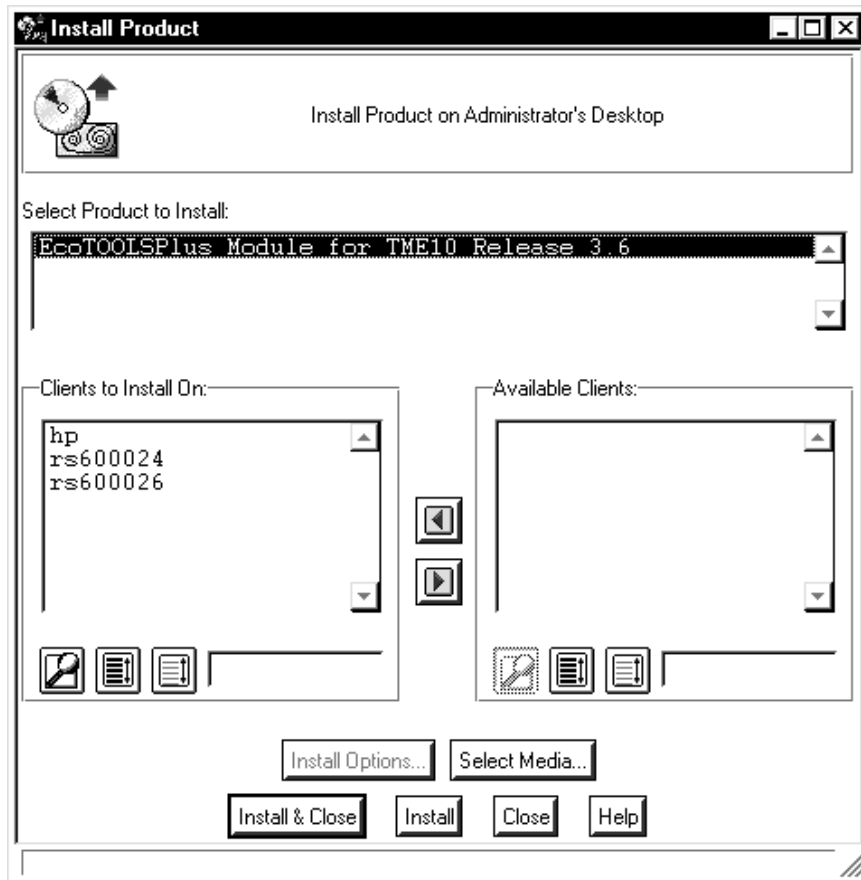 Install Product
Install Product on Administrator's Desktop
Select Product to Install:
EcoTOOLSPlus Module for TME10 Release 3.6
Clients to Install On:
hp
rs600024
rs600026
Available Clients:
Install Options...
Select Media...
Install & Close
Install
Close
Help